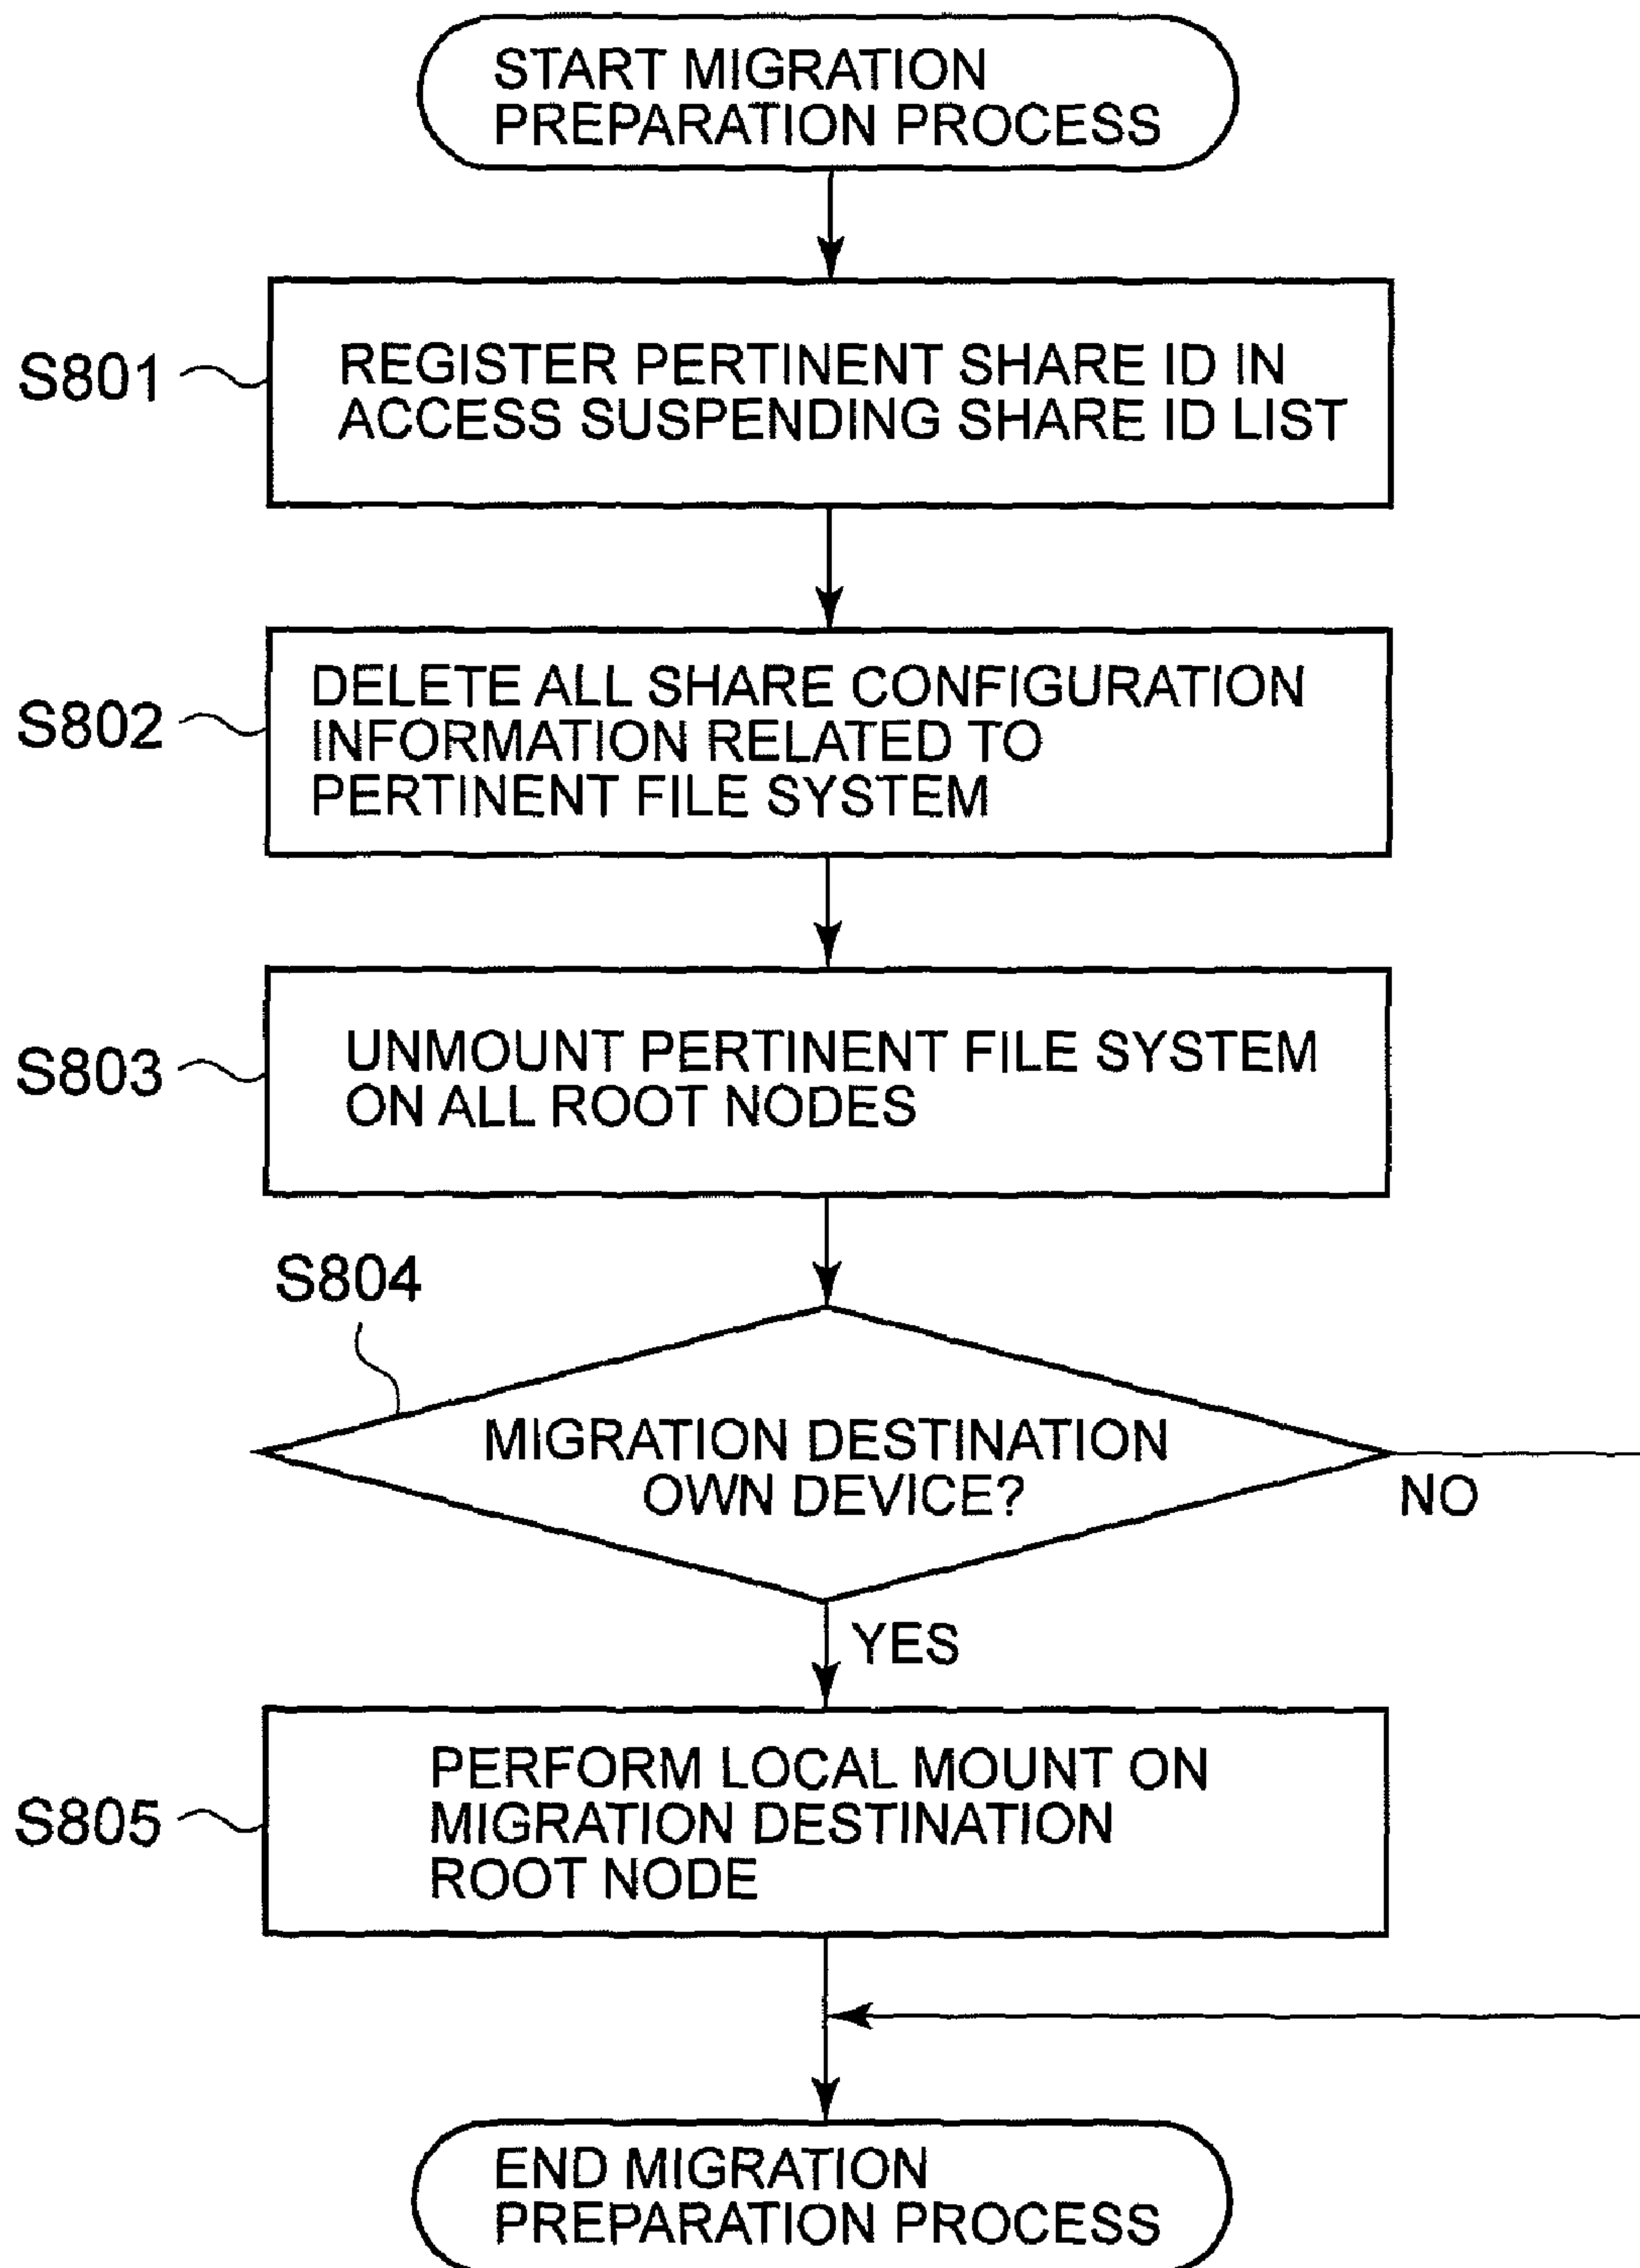 START MIGRATION
PREPARATION PROCESS
S801
REGISTER PERTINENT SHARE ID IN
ACCESS SUSPENDING SHARE ID LIST
S802
DELETE ALL SHARE CONFIGURATION
INFORMATION RELATED TO
PERTINENT FILE SYSTEM
S803
UNMOUNT PERTINENT FILE SYSTEM
ON ALL ROOT NODES
S804
MIGRATION DESTINATION
OWN DEVICE?
NO
YES
S805
PERFORM LOCAL MOUNT ON
MIGRATION DESTINATION
ROOT NODE
END MIGRATION
PREPARATION PROCESS